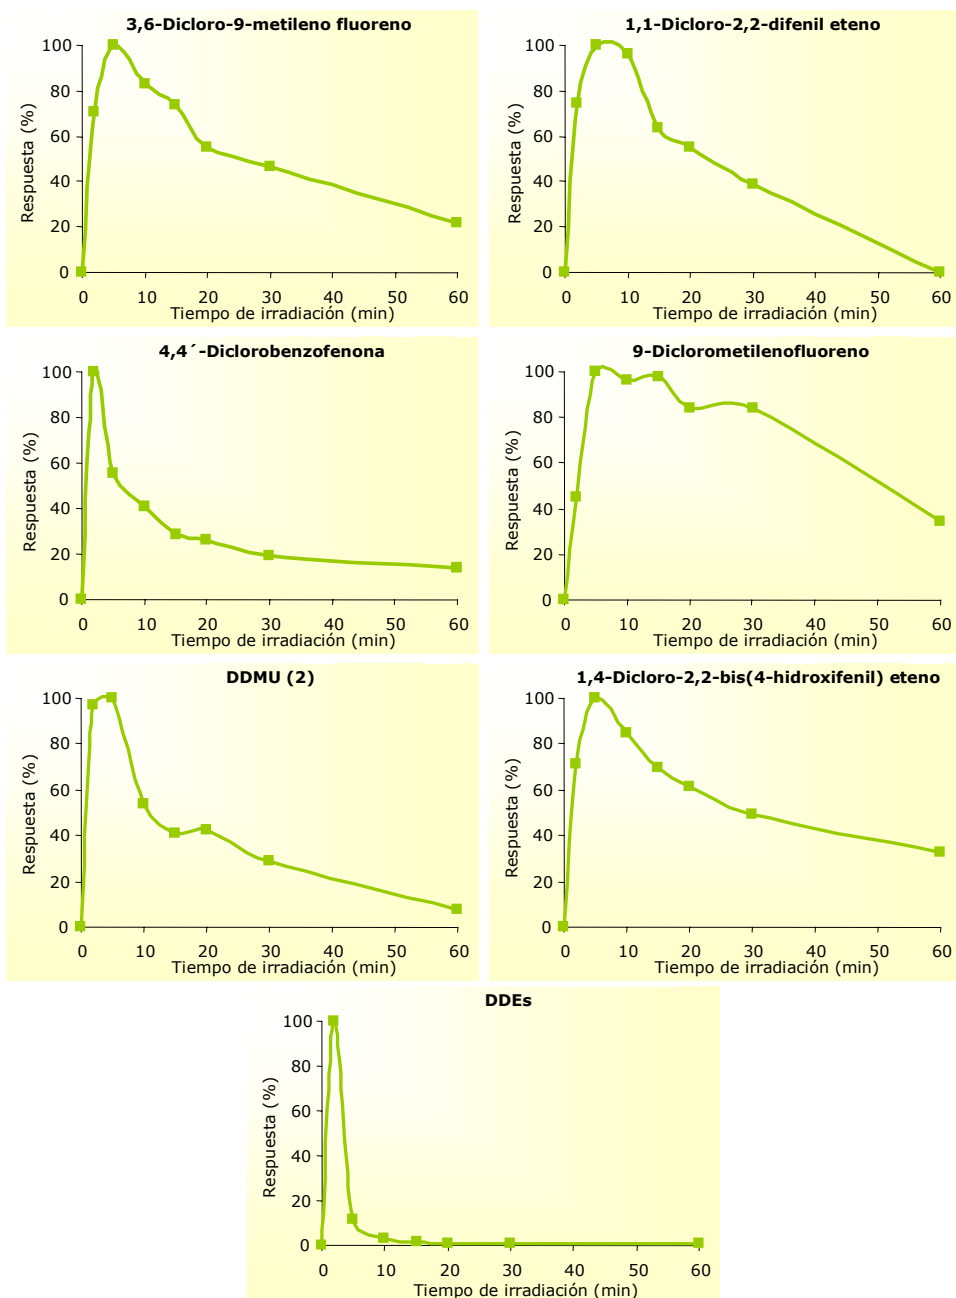 3,6-Dicloro-9-metileno fluoreno
Respuesta (%)
100
80
60
40
20
0
0 10 20 30 40 50 60
Tiempo de irradiación (min)
1,1-Dicloro-2,2-difenil eteno
Respuesta (%)
100
80
60
40
20
0
0 10 20 30 40 50 60
Tiempo de irradiación (min)
4,4´-Diclorobenzofenona
Respuesta (%)
100
80
60
40
20
0
0 10 20 30 40 50 60
Tiempo de irradiación (min)
9-Diclorometilenofluoreno
Respuesta (%)
100
80
60
40
20
0
0 10 20 30 40 50 60
Tiempo de irradiación (min)
DDMU (2)
Respuesta (%)
100
80
60
40
20
0
0 10 20 30 40 50 60
Tiempo de irradiación (min)
1,4-Dicloro-2,2-bis(4-hidroxifenil) eteno
Respuesta (%)
100
80
60
40
20
0
0 10 20 30 40 50 60
Tiempo de irradiación (min)
DDEs
Respuesta (%)
100
80
60
40
20
0
0 10 20 30 40 50 60
Tiempo de irradiación (min)